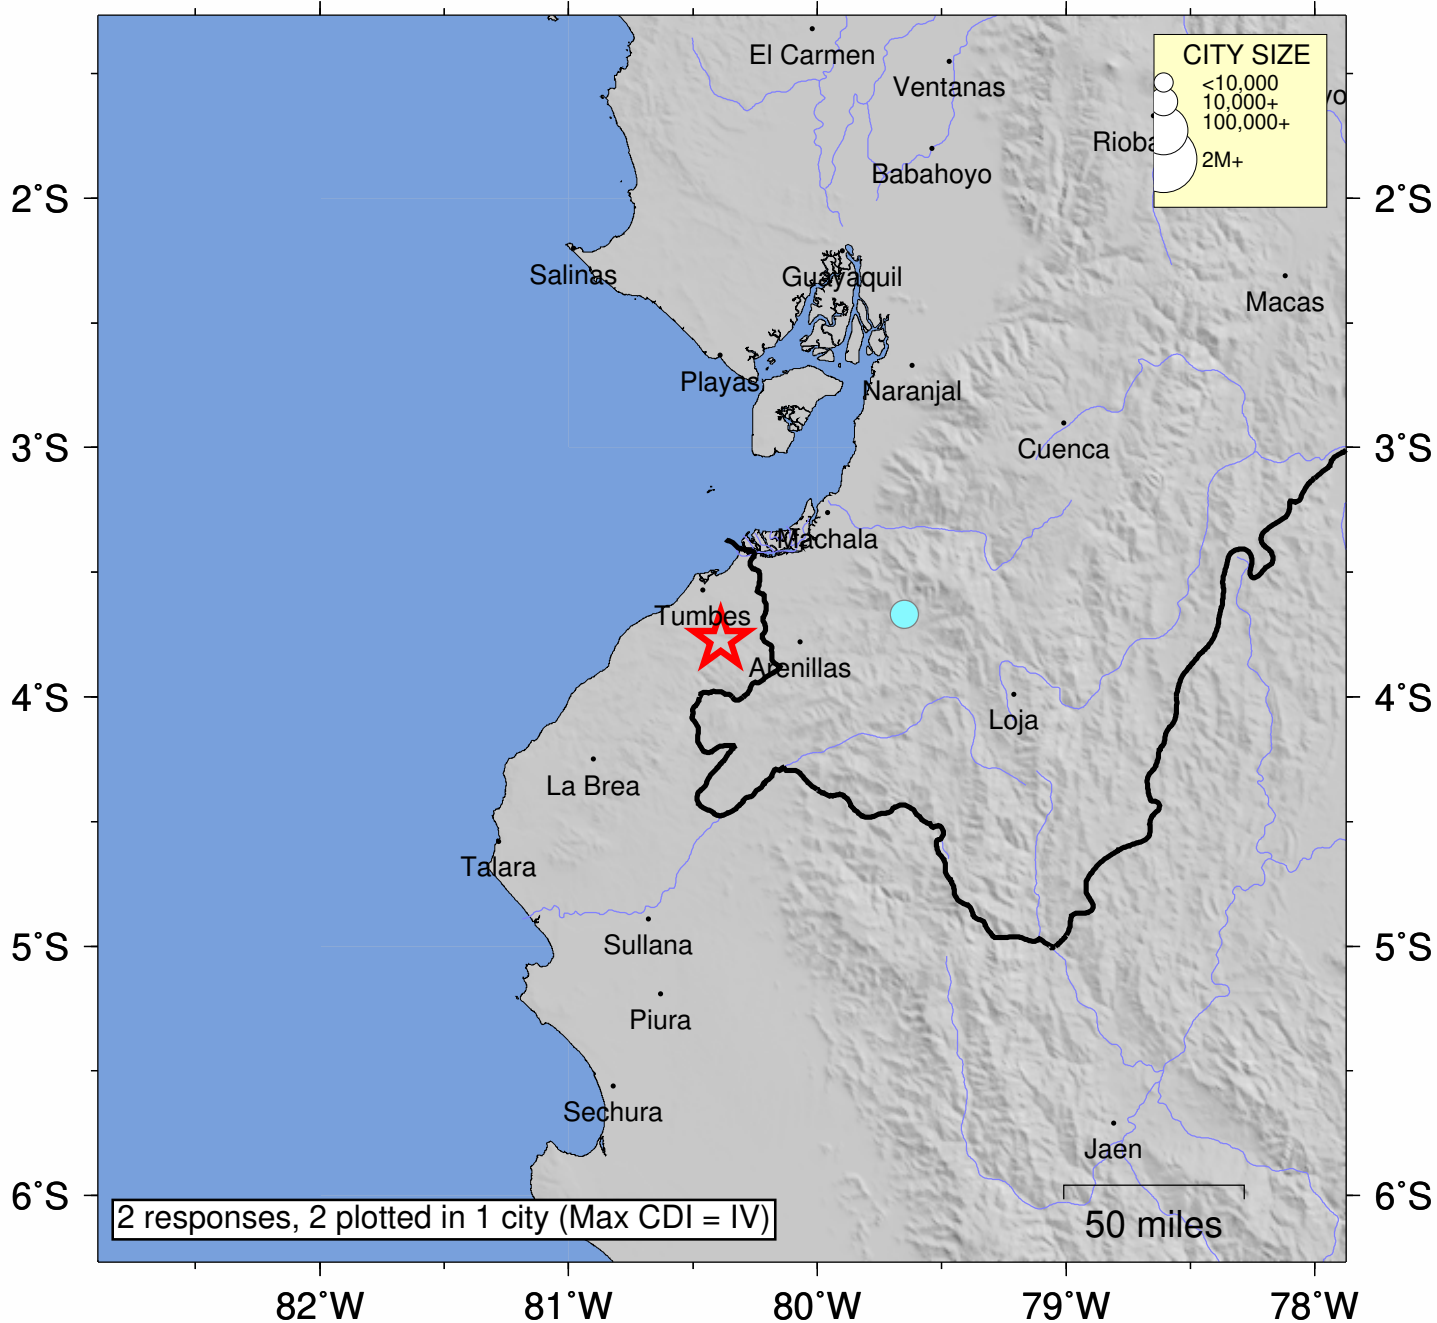 El Carmen
Ventanas
CITY SIZE
<10,000
10,000+
100,000+
2M+
Babahoyo
2°S
2°S
Salinas
Guayaquil
Macas
Playas
Naranjal
3°S
Cuenca
3°S
Machala
Tumbes
Arenillas
4°S
Loja
4°S
La Brea
Talara
5°S
Sullana
5°S
Piura
Sechura
Jaen
6°S
6°S
2 responses, 2 plotted in 1 city (Max CDI = IV)
50 miles
82°W
81°W
80°W
79°W
78°W